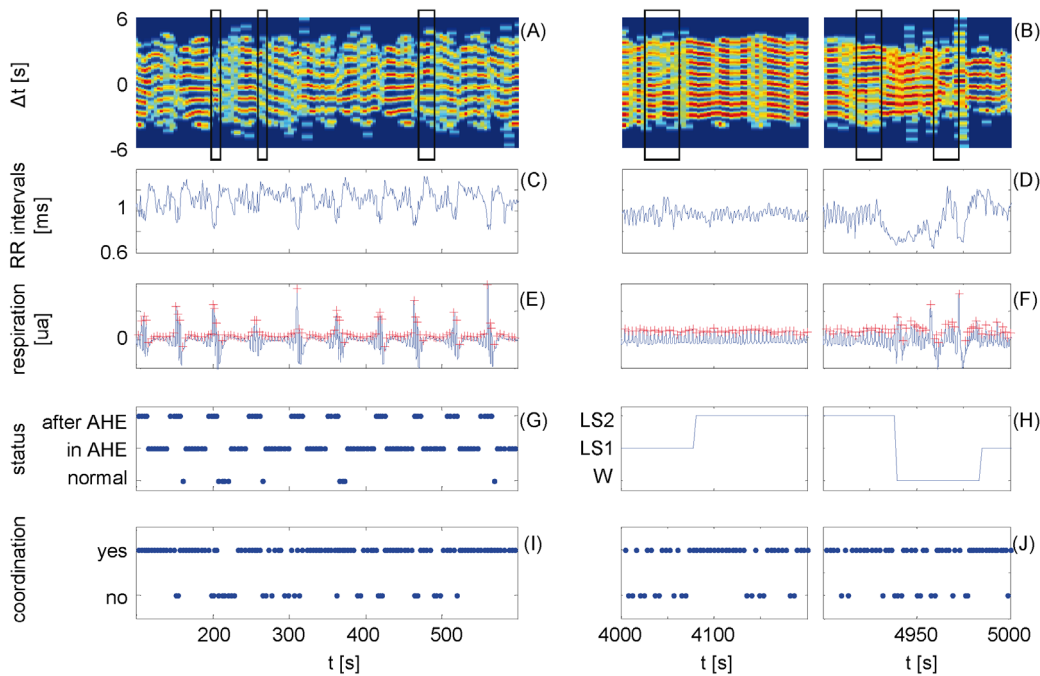 6
0
-6
Δt [s]
(A)
(B)
1
0.6
RR intervals
[ms]
(C)
(D)
0
respiration
[ua]
(E)
(F)
status
after AHE
in AHE
normal
(G)
LS2
LS1
W
(H)
coordination
yes
no
(I)
(J)
200 300 400 500
t [s]
4000 4100
t [s]
4950 5000
t [s]